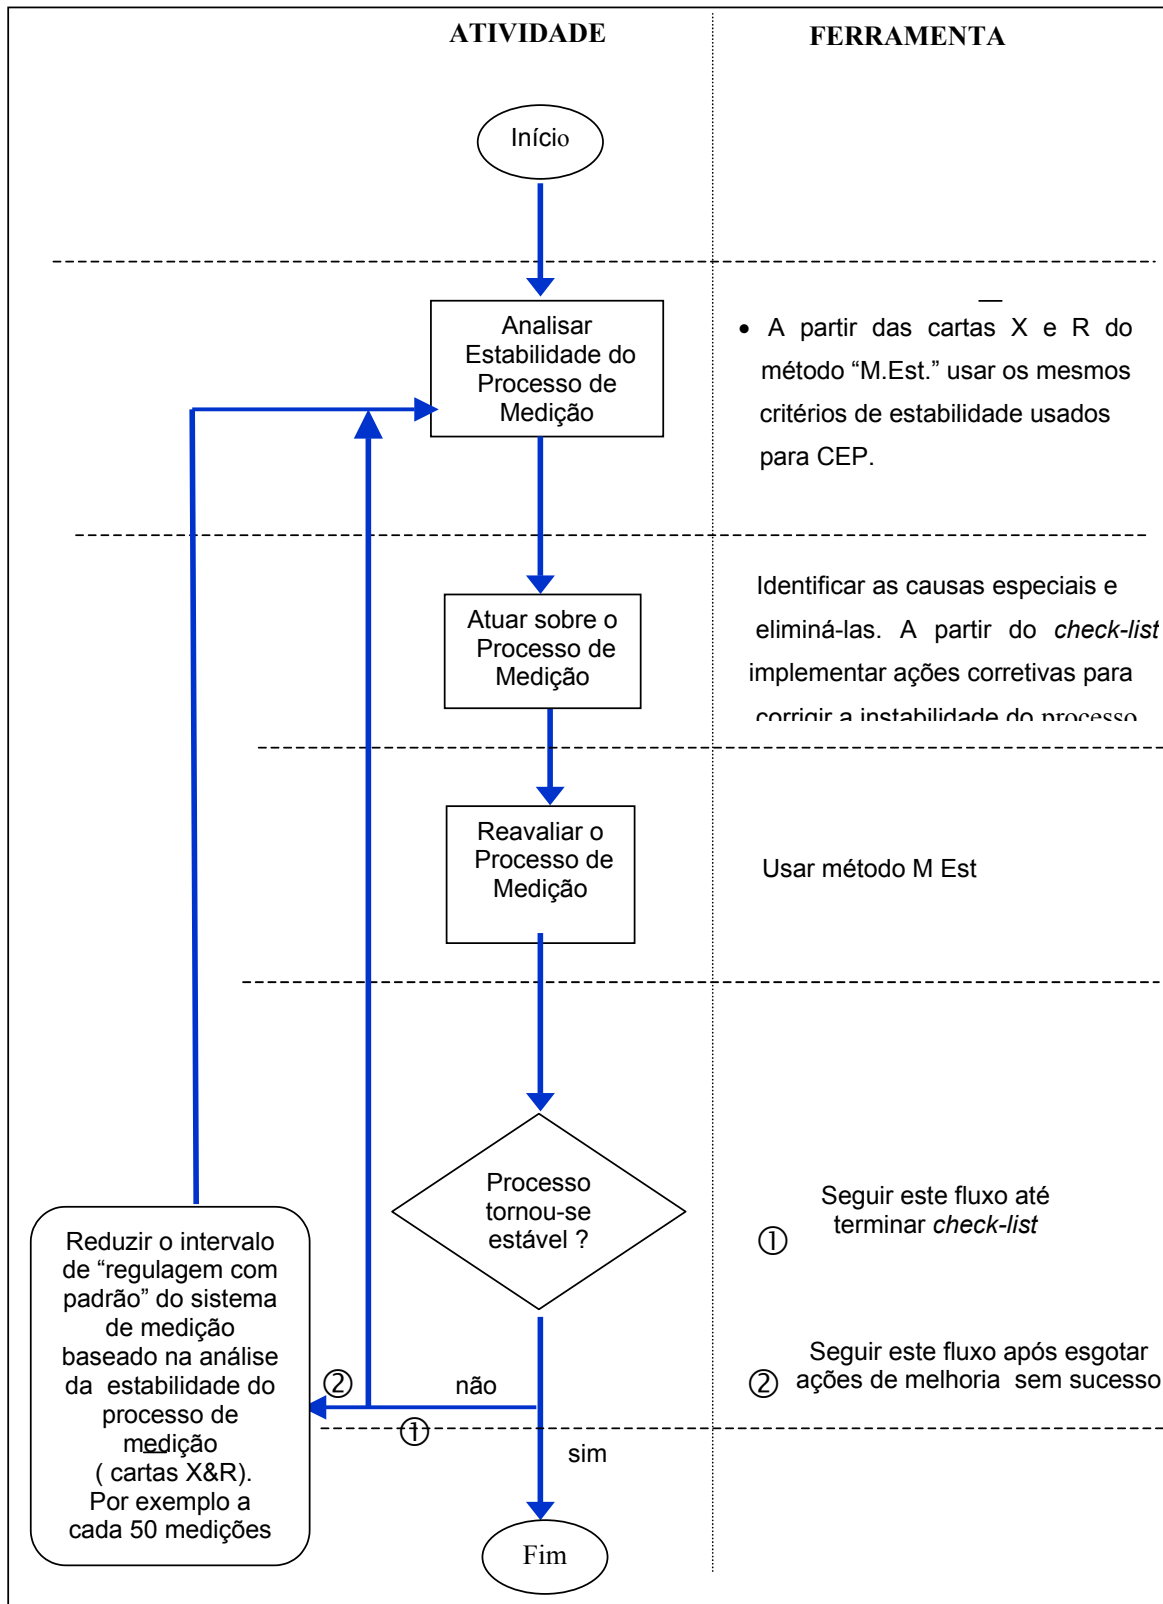 ATIVIDADE
FERRAMENTA
Início
Analisar
Estabilidade do
Processo de
Medição
• A partir das cartas X̅ e R do
método “M.Est.” usar os mesmos
critérios de estabilidade usados
para CEP.
Atuar sobre o
Processo de
Medição
Identificar as causas especiais e
eliminá-las. A partir do check-list
implementar ações corretivas para
corrigir a instabilidade do processo
Reavaliar o
Processo de
Medição
Usar método M Est
Processo
tornou-se
estável ?
① Seguir este fluxo até
terminar check-list
② Seguir este fluxo após esgotar
ações de melhoria sem sucesso
Reduzir o intervalo
de “regulagem com
padrão” do sistema
de medição
baseado na análise
da estabilidade do
processo de
medição
( cartas X̅&R).
Por exemplo a
cada 50 medições
②
não
①
sim
Fim